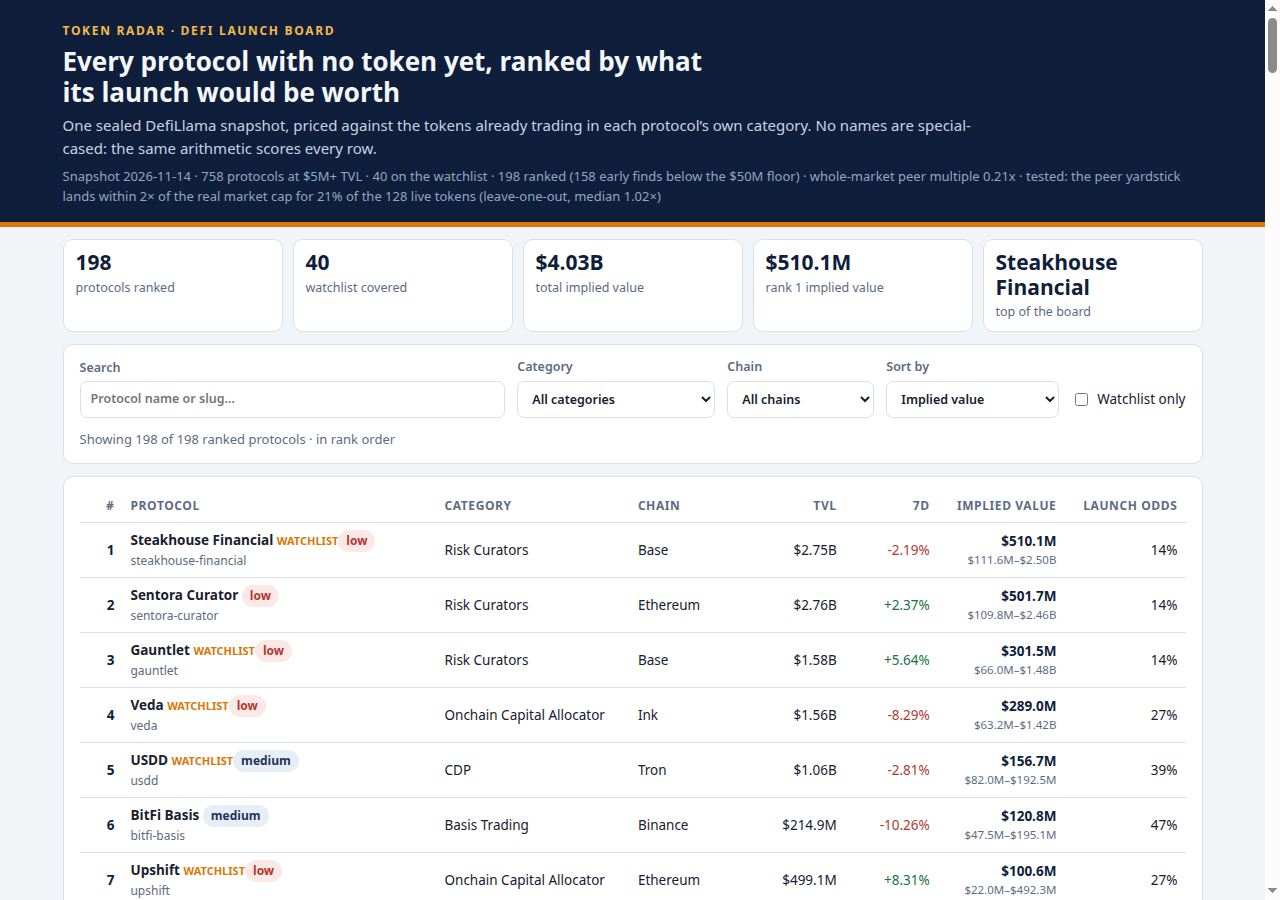 TOKEN RADAR · DEFI LAUNCH BOARD
Every protocol with no token yet, ranked by what
its launch would be worth
One sealed DefiLlama snapshot, priced against the tokens already trading in each protocol’s own category. No names are special-
cased: the same arithmetic scores every row.
Snapshot 2026-11-14 · 758 protocols at $5M+ TVL · 40 on the watchlist · 198 ranked (158 early finds below the $50M floor) · whole-market peer multiple 0.21x · tested: the peer yardstick
lands within 2× of the real market cap for 21% of the 128 live tokens (leave-one-out, median 1.02×)
198
protocols ranked
40
watchlist covered
$4.03B
total implied value
$510.1M
rank 1 implied value
Steakhouse
Financial
top of the board
Search
Category
Chain
Sort by
Protocol name or slug...
All categories
All chains
Implied value
Watchlist only
Showing 198 of 198 ranked protocols · in rank order
# PROTOCOL CATEGORY CHAIN TVL 7D IMPLIED VALUE LAUNCH ODDS
1 Steakhouse Financial WATCHLIST low Risk Curators Base $2.75B -2.19% $510.1M 14%
steakhouse-financial $111.6M–$2.50B
2 Sentora Curator low Risk Curators Ethereum $2.76B +2.37% $501.7M 14%
sentora-curator $109.8M–$2.46B
3 Gauntlet WATCHLIST low Risk Curators Base $1.58B +5.64% $301.5M 14%
gauntlet $66.0M–$1.48B
4 Veda WATCHLIST low Onchain Capital Allocator Ink $1.56B -8.29% $289.0M 27%
veda $63.2M–$1.42B
5 USDD WATCHLIST medium CDP Tron $1.06B -2.81% $156.7M 39%
usdd $82.0M–$192.5M
6 BitFi Basis medium Basis Trading Binance $214.9M -10.26% $120.8M 47%
bitfi-basis $47.5M–$195.1M
7 Upshift WATCHLIST low Onchain Capital Allocator Ethereum $499.1M +8.31% $100.6M 27%
upshift $22.0M–$492.3M